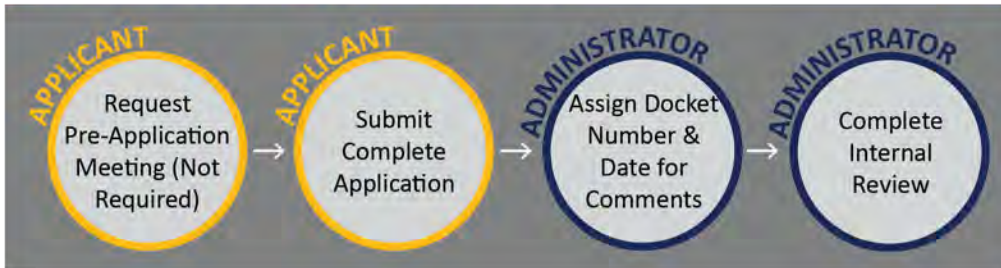 APPLICANT
Request
Pre-Application
Meeting (Not
Required)
APPLICANT
Submit
Complete
Application
ADMINISTRATOR
Assign Docket
Number &
Date for
Comments
ADMINISTRATOR
Complete
Internal
Review